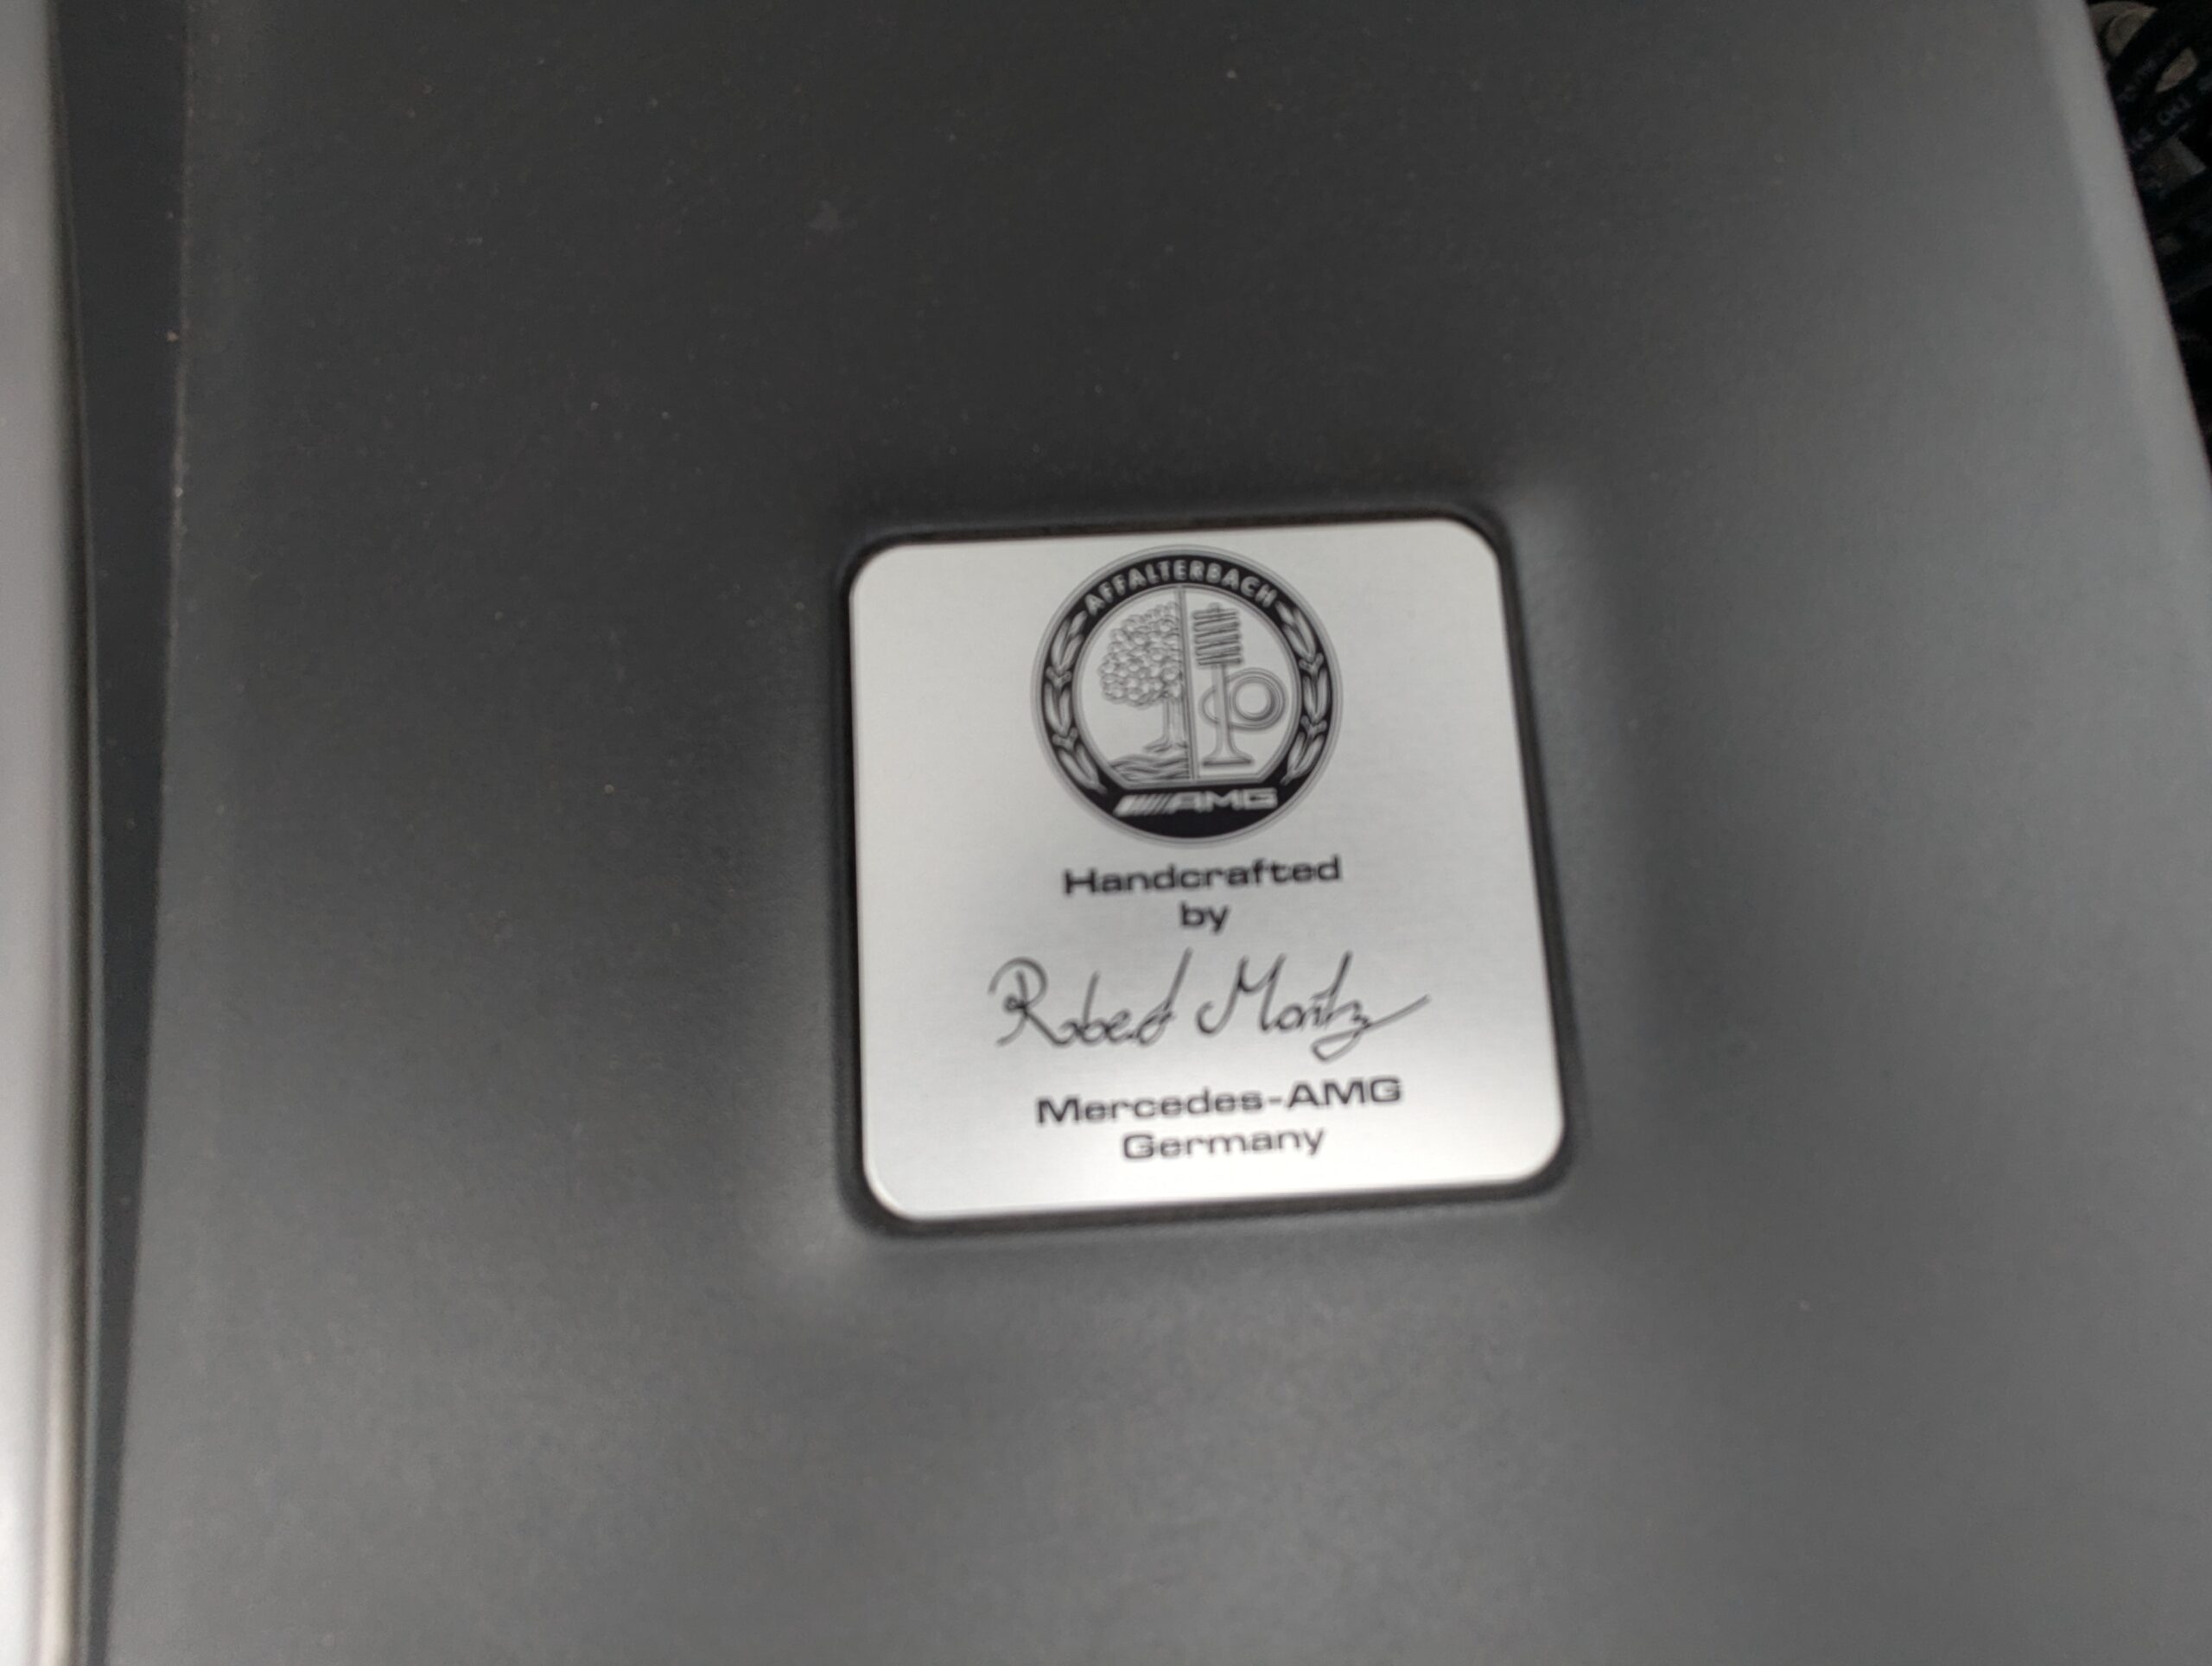 AFFALTERBACH
AMG
Handcrafted
by
Robert Moritz
Mercedes-AMG
Germany